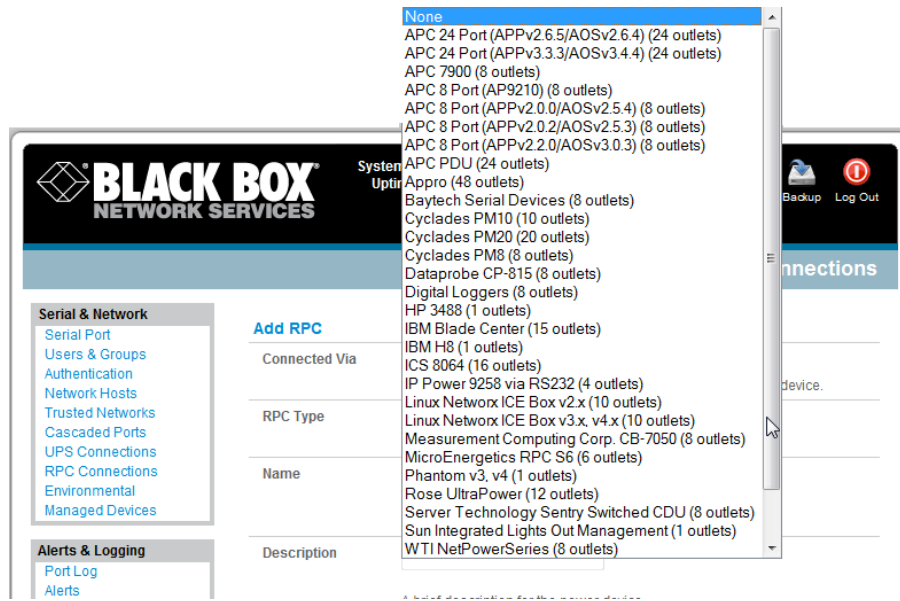 None
APC 24 Port (APPv2.6.5/AOSv2.6.4) (24 outlets)
APC 24 Port (APPv3.3.3/AOSv3.4.4) (24 outlets)
APC 7900 (8 outlets)
APC 8 Port (AP9210) (8 outlets)
APC 8 Port (APPv2.0.0/AOSv2.5.4) (8 outlets)
APC 8 Port (APPv2.0.2/AOSv2.5.3) (8 outlets)
APC 8 Port (APPv2.2.0/AOSv3.0.3) (8 outlets)
APC PDU (24 outlets)
Appro (48 outlets)
Baytech Serial Devices (8 outlets)
Cyclades PM10 (10 outlets)
Cyclades PM20 (20 outlets)
Cyclades PM8 (8 outlets)
Dataprobe CP-815 (8 outlets)
Digital Loggers (8 outlets)
HP 3488 (1 outlets)
IBM Blade Center (15 outlets)
IBM H8 (1 outlets)
ICS 8064 (16 outlets)
IP Power 9258 via RS232 (4 outlets)
Linux Networx ICE Box v2.x (10 outlets)
Linux Networx ICE Box v3.x, v4.x (10 outlets)
Measurement Computing Corp. CB-7050 (8 outlets)
MicroEnergetics RPC S6 (6 outlets)
Phantom v3, v4 (1 outlets)
Rose UltraPower (12 outlets)
Server Technology Sentry Switched CDU (8 outlets)
Sun Integrated Lights Out Management (1 outlets)
WTI NetPowerSeries (8 outlets)
BLACK BOX
NETWORK SERVICES
System
Uptim
Backup
Log Out
nnections
Serial & Network
Serial Port
Users & Groups
Authentication
Network Hosts
Trusted Networks
Cascaded Ports
UPS Connections
RPC Connections
Environmental
Managed Devices
Alerts & Logging
Port Log
Alerts
Add RPC
Connected Via
device.
RPC Type
Name
Description
A brief description for the power device.